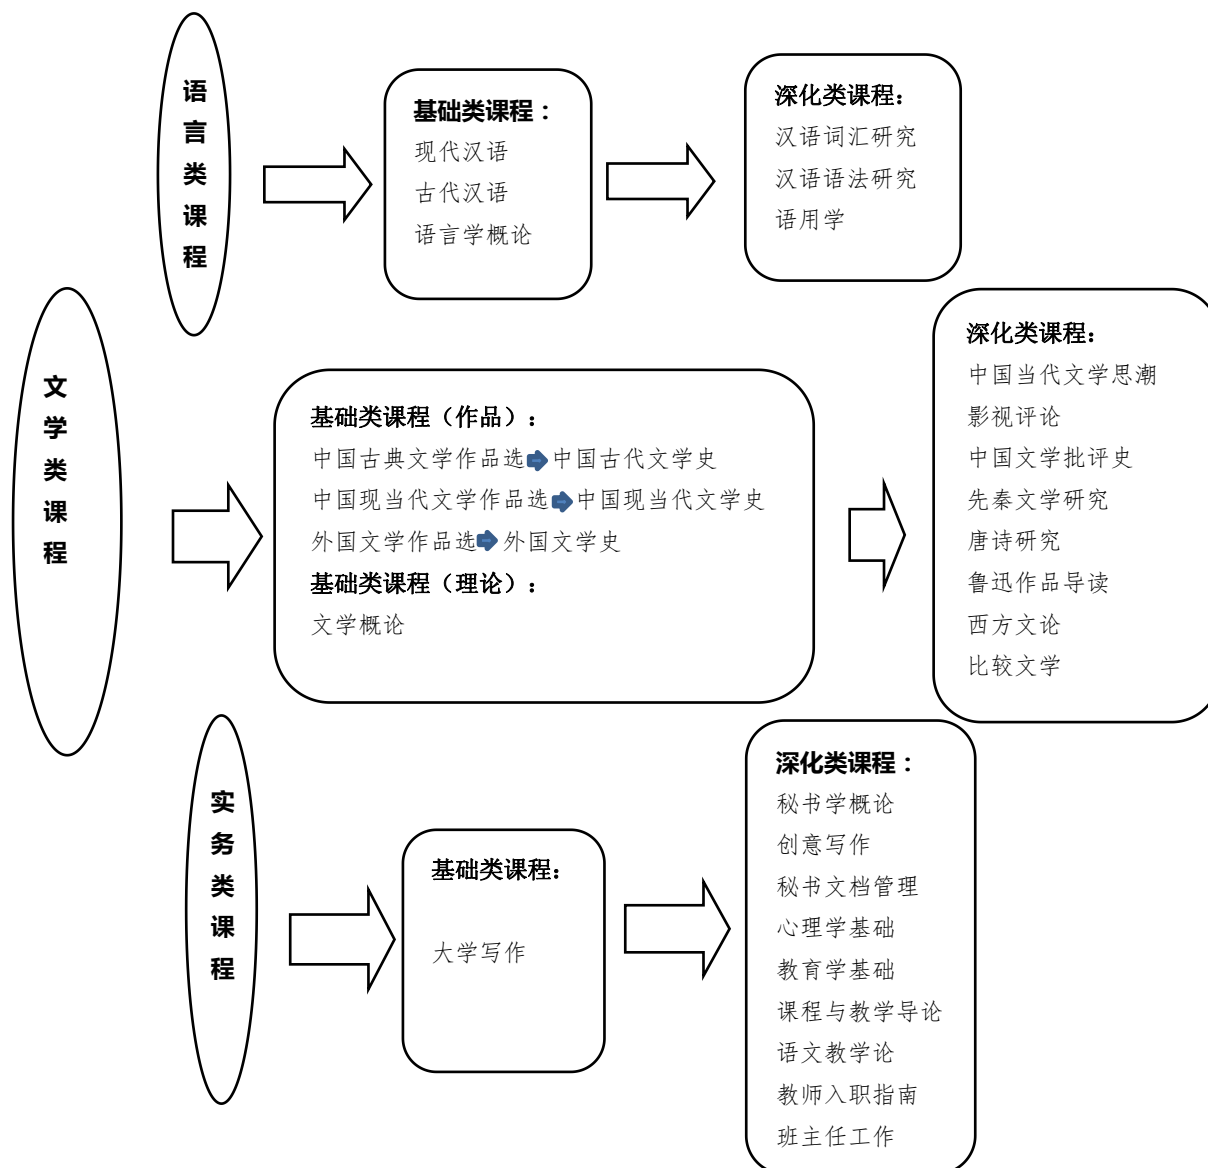 语言类课程
基础类课程：
现代汉语
古代汉语
语言学概论
深化类课程：
汉语词汇研究
汉语语法研究
语用学
文学类课程
基础类课程（作品）：
中国古典文学作品选 中国古代文学史
中国现当代文学作品选 中国现当代文学史
外国文学作品选 外国文学史
基础类课程（理论）：
文学概论
深化类课程：
中国当代文学思潮
影视评论
中国文学批评史
先秦文学研究
唐诗研究
鲁迅作品导读
西方文论
比较文学
实务类课程
基础类课程：
大学写作
深化类课程：
秘书学概论
创意写作
秘书文档管理
心理学基础
教育学基础
课程与教学导论
语文教学论
教师入职指南
班主任工作